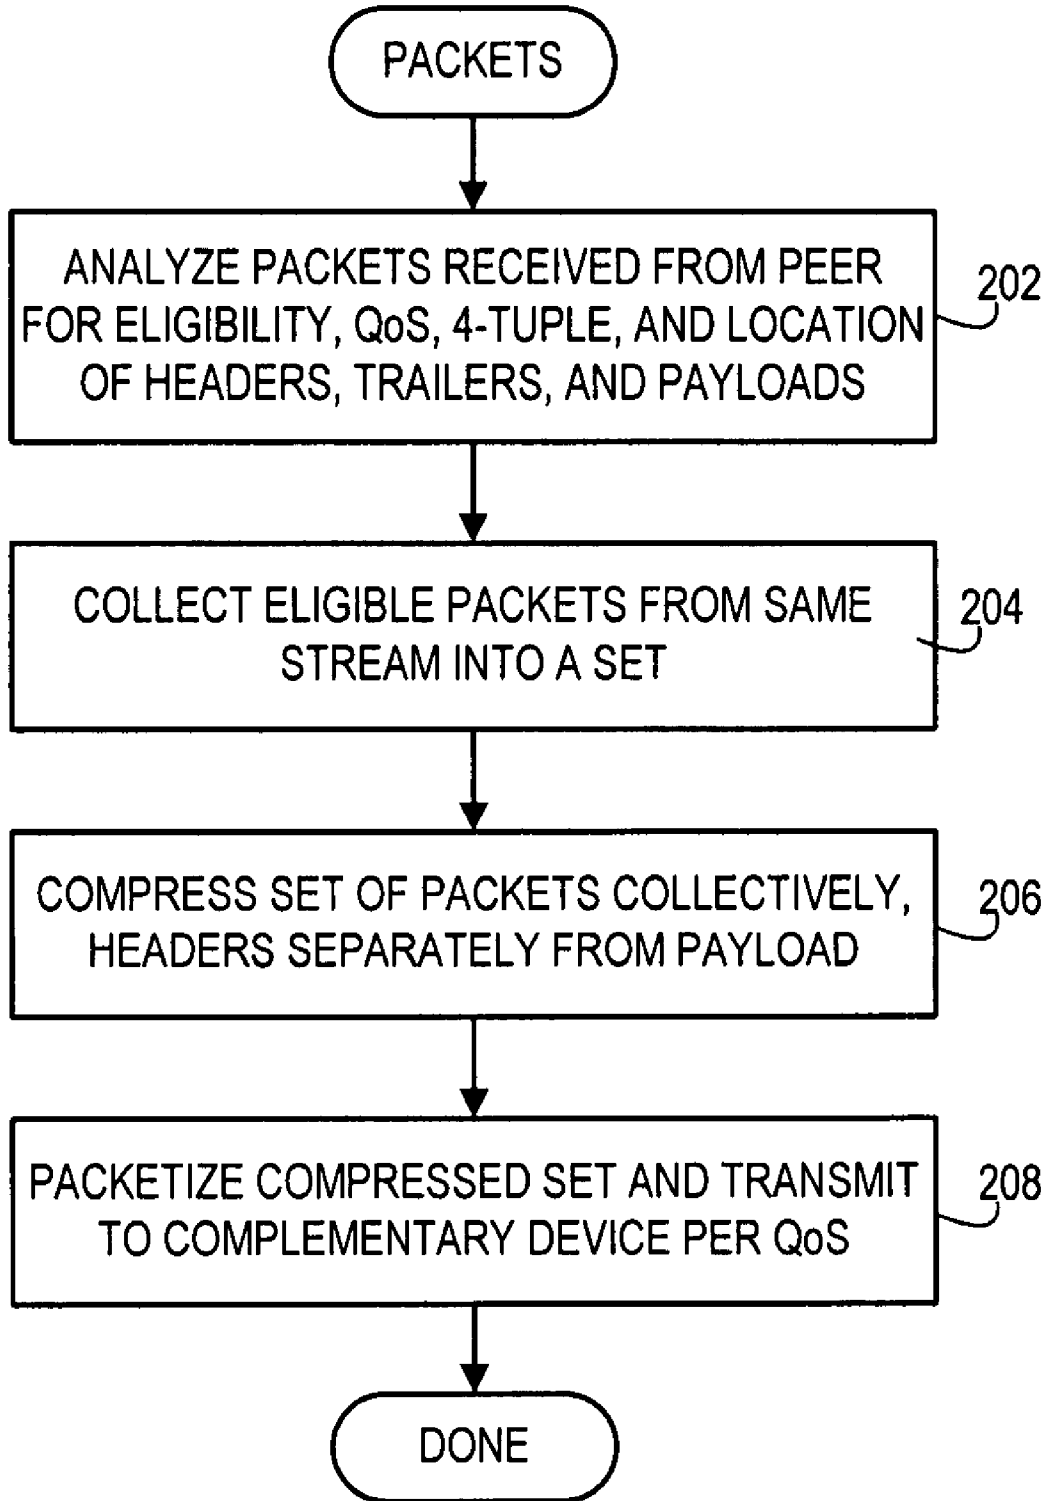 PACKETS
ANALYZE PACKETS RECEIVED FROM PEER
FOR ELIGIBILITY, QoS, 4-TUPLE, AND LOCATION
OF HEADERS, TRAILERS, AND PAYLOADS
202
COLLECT ELIGIBLE PACKETS FROM SAME
STREAM INTO A SET
204
COMPRESS SET OF PACKETS COLLECTIVELY,
HEADERS SEPARATELY FROM PAYLOAD
206
PACKETIZE COMPRESSED SET AND TRANSMIT
TO COMPLEMENTARY DEVICE PER QoS
208
DONE